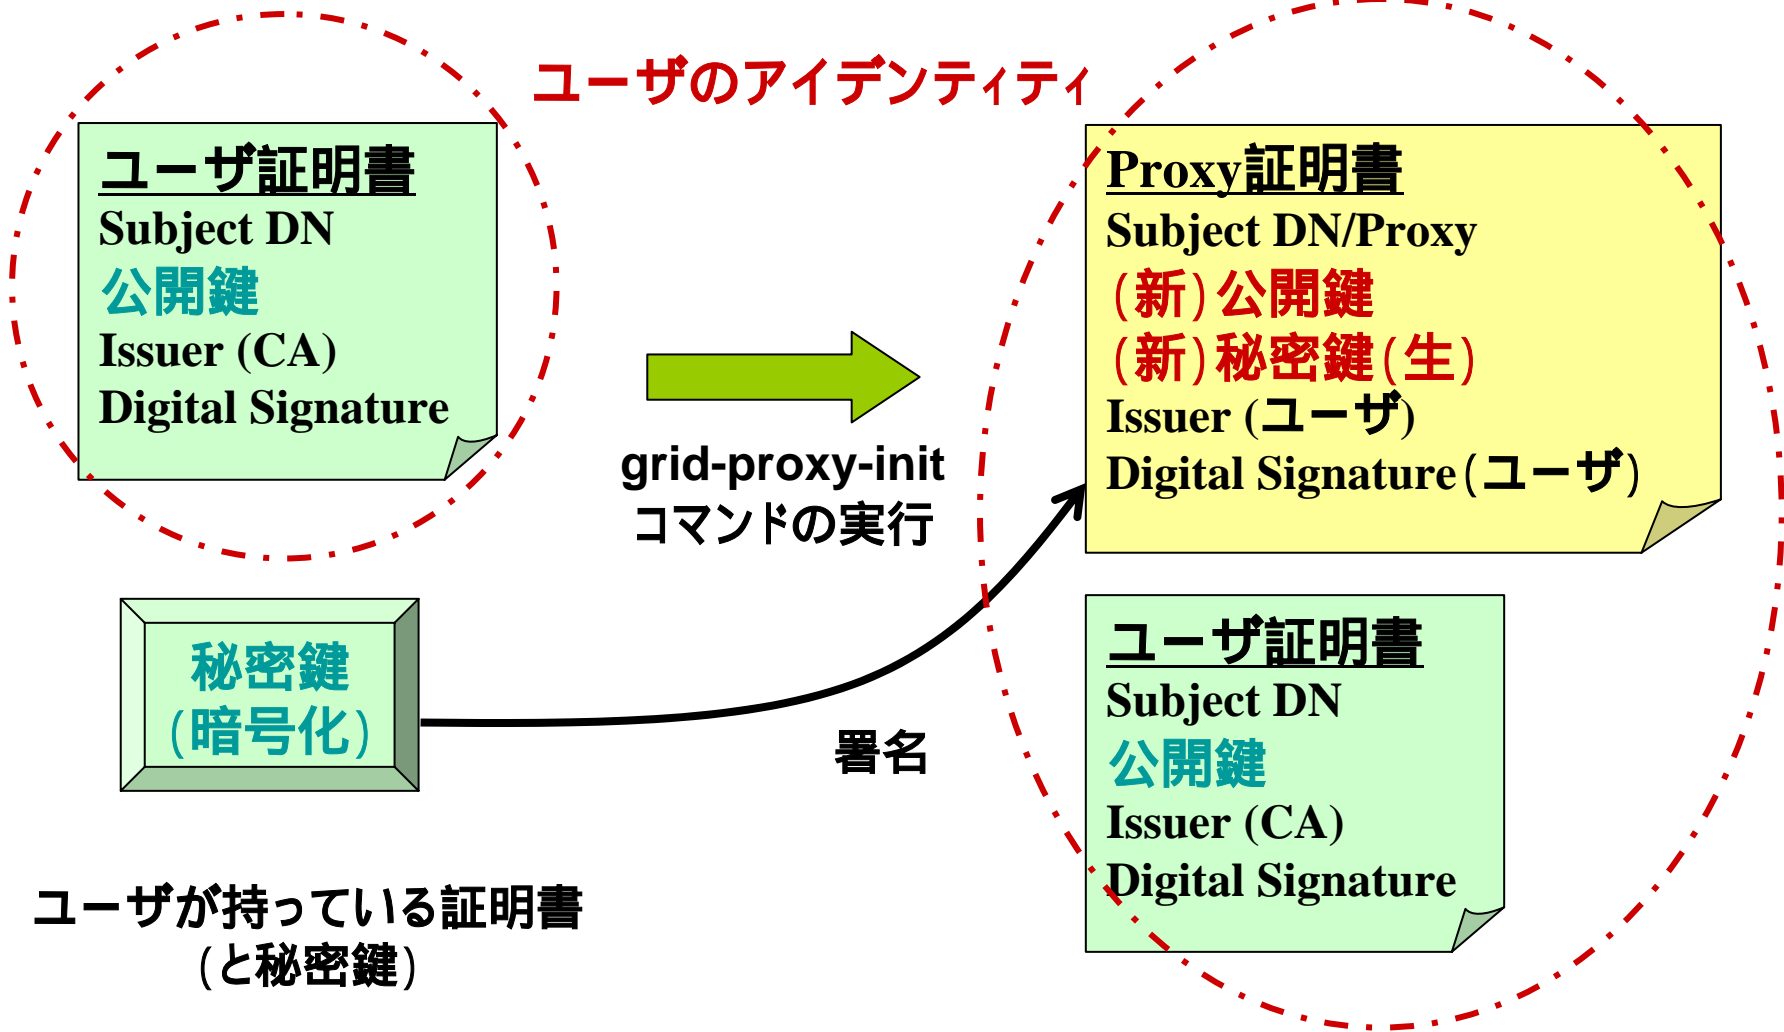 ユーザのアイデンティティ
ユーザ証明書
Subject DN
公開鍵
Issuer (CA)
Digital Signature
秘密鍵
(暗号化)
ユーザが持っている証明書
(と秘密鍵)
grid-proxy-init
コマンドの実行
署名
Proxy証明書
Subject DN/Proxy
(新)公開鍵
(新)秘密鍵(生)
Issuer (ユーザ)
Digital Signature(ユーザ)
ユーザ証明書
Subject DN
公開鍵
Issuer (CA)
Digital Signature